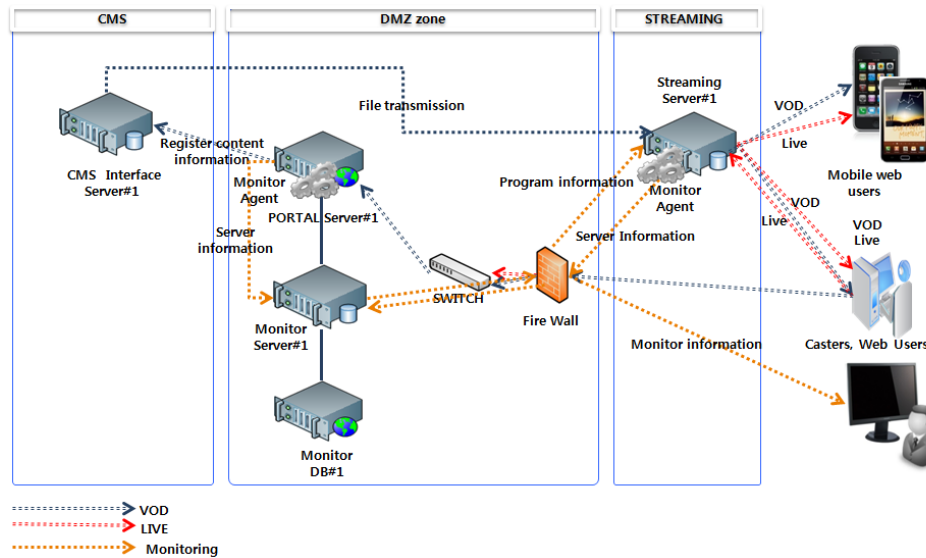 CMS
DMZ zone
STREAMING
File transmission
Streaming
Server#1
VOD
Live
Mobile web
users
Register content
information
CMS Interface
Server#1
Monitor
Agent
PORTAL Server#1
Program information
Monitor
Agent
Server
information
Server Information
VOD
Live
VOD
Live
SWITCH
Monitor
Server#1
Fire Wall
Monitor information
Casters, Web Users
Monitor
DB#1
VOD
LIVE
Monitoring